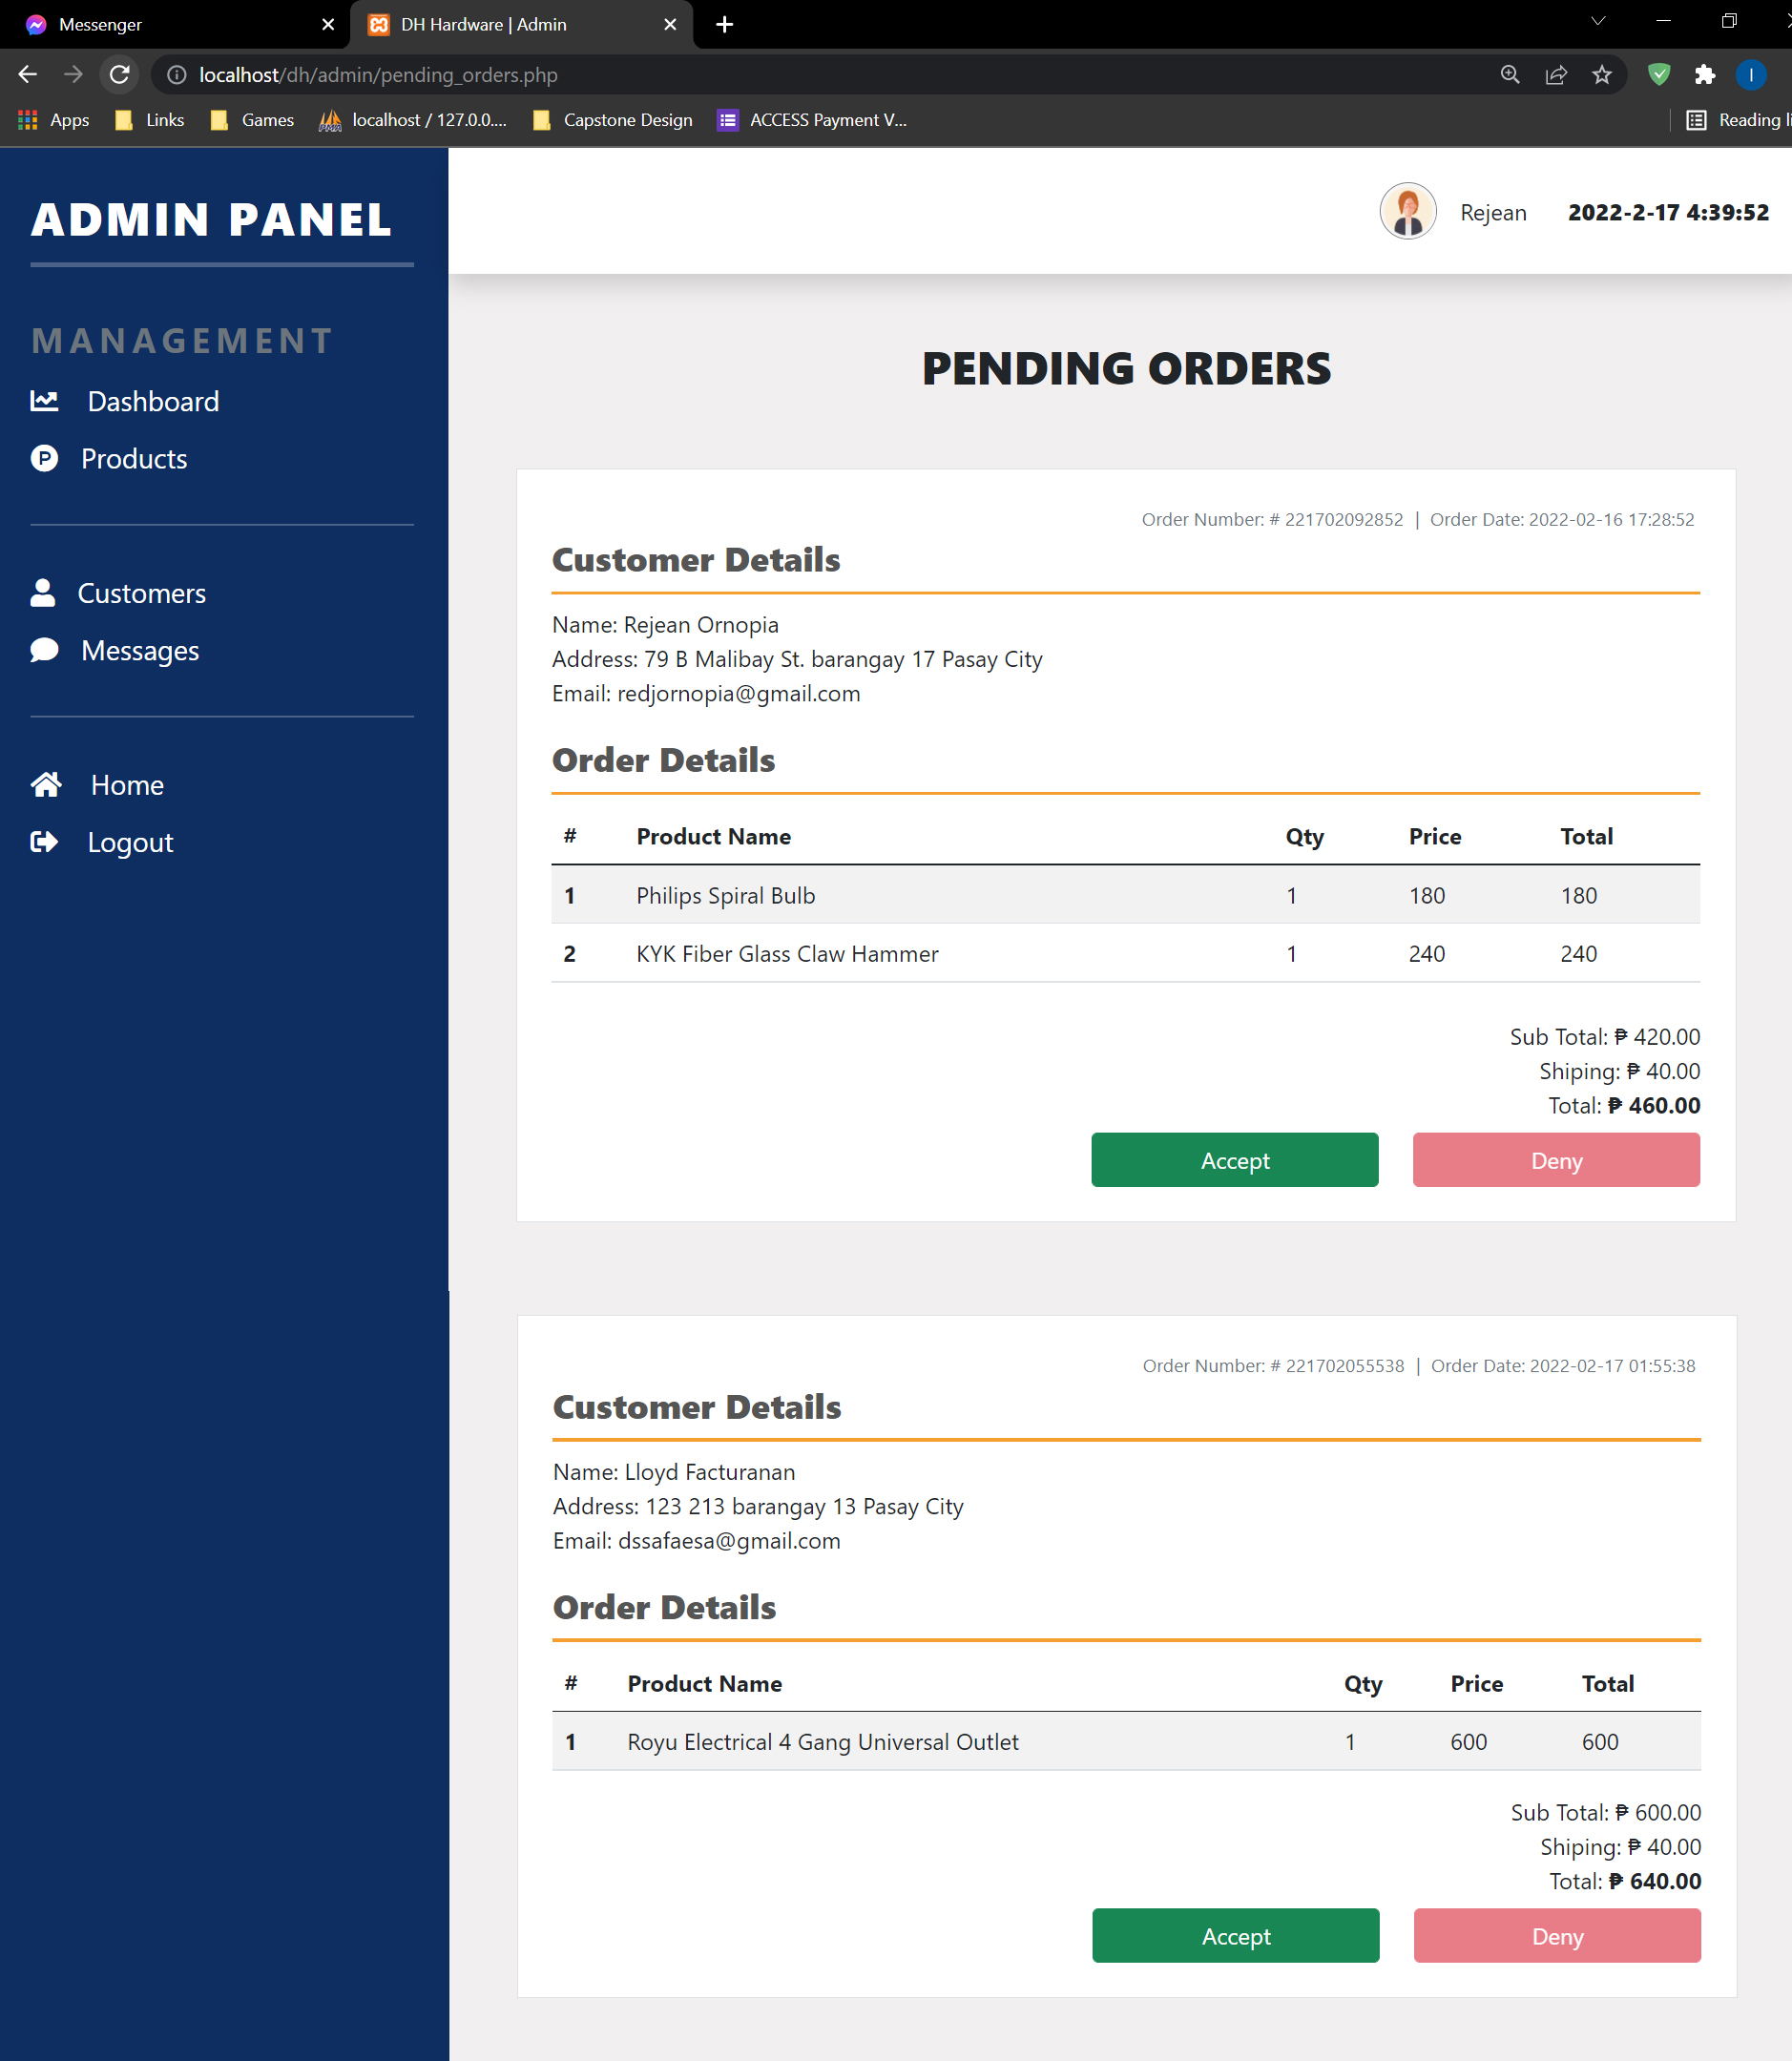 Messenger
DH Hardware | Admin
localhost/dh/admin/pending_orders.php
I
Apps Links Games localhost / 127.0.0.... Capstone Design ACCESS Payment V... Reading
ADMIN PANEL
Rejean 2022-2-17 4:39:52
MANAGEMENT
Dashboard
Products
Customers
Messages
Home
Logout
PENDING ORDERS
Order Number: # 221702092852 | Order Date: 2022-02-16 17:28:52
Customer Details
Name: Rejean Ornopia
Address: 79 B Malibay St. barangay 17 Pasay City
Email: redjornopia@gmail.com
Order Details
# Product Name Qty Price Total
1 Philips Spiral Bulb 1 180 180
2 KYK Fiber Glass Claw Hammer 1 240 240
Sub Total: ₱ 420.00
Shiping: ₱ 40.00
Total: ₱ 460.00
Accept Deny
Order Number: # 221702055538 | Order Date: 2022-02-17 01:55:38
Customer Details
Name: Lloyd Facturanan
Address: 123 213 barangay 13 Pasay City
Email: dssafaesa@gmail.com
Order Details
# Product Name Qty Price Total
1 Royu Electrical 4 Gang Universal Outlet 1 600 600
Sub Total: ₱ 600.00
Shiping: ₱ 40.00
Total: ₱ 640.00
Accept Deny